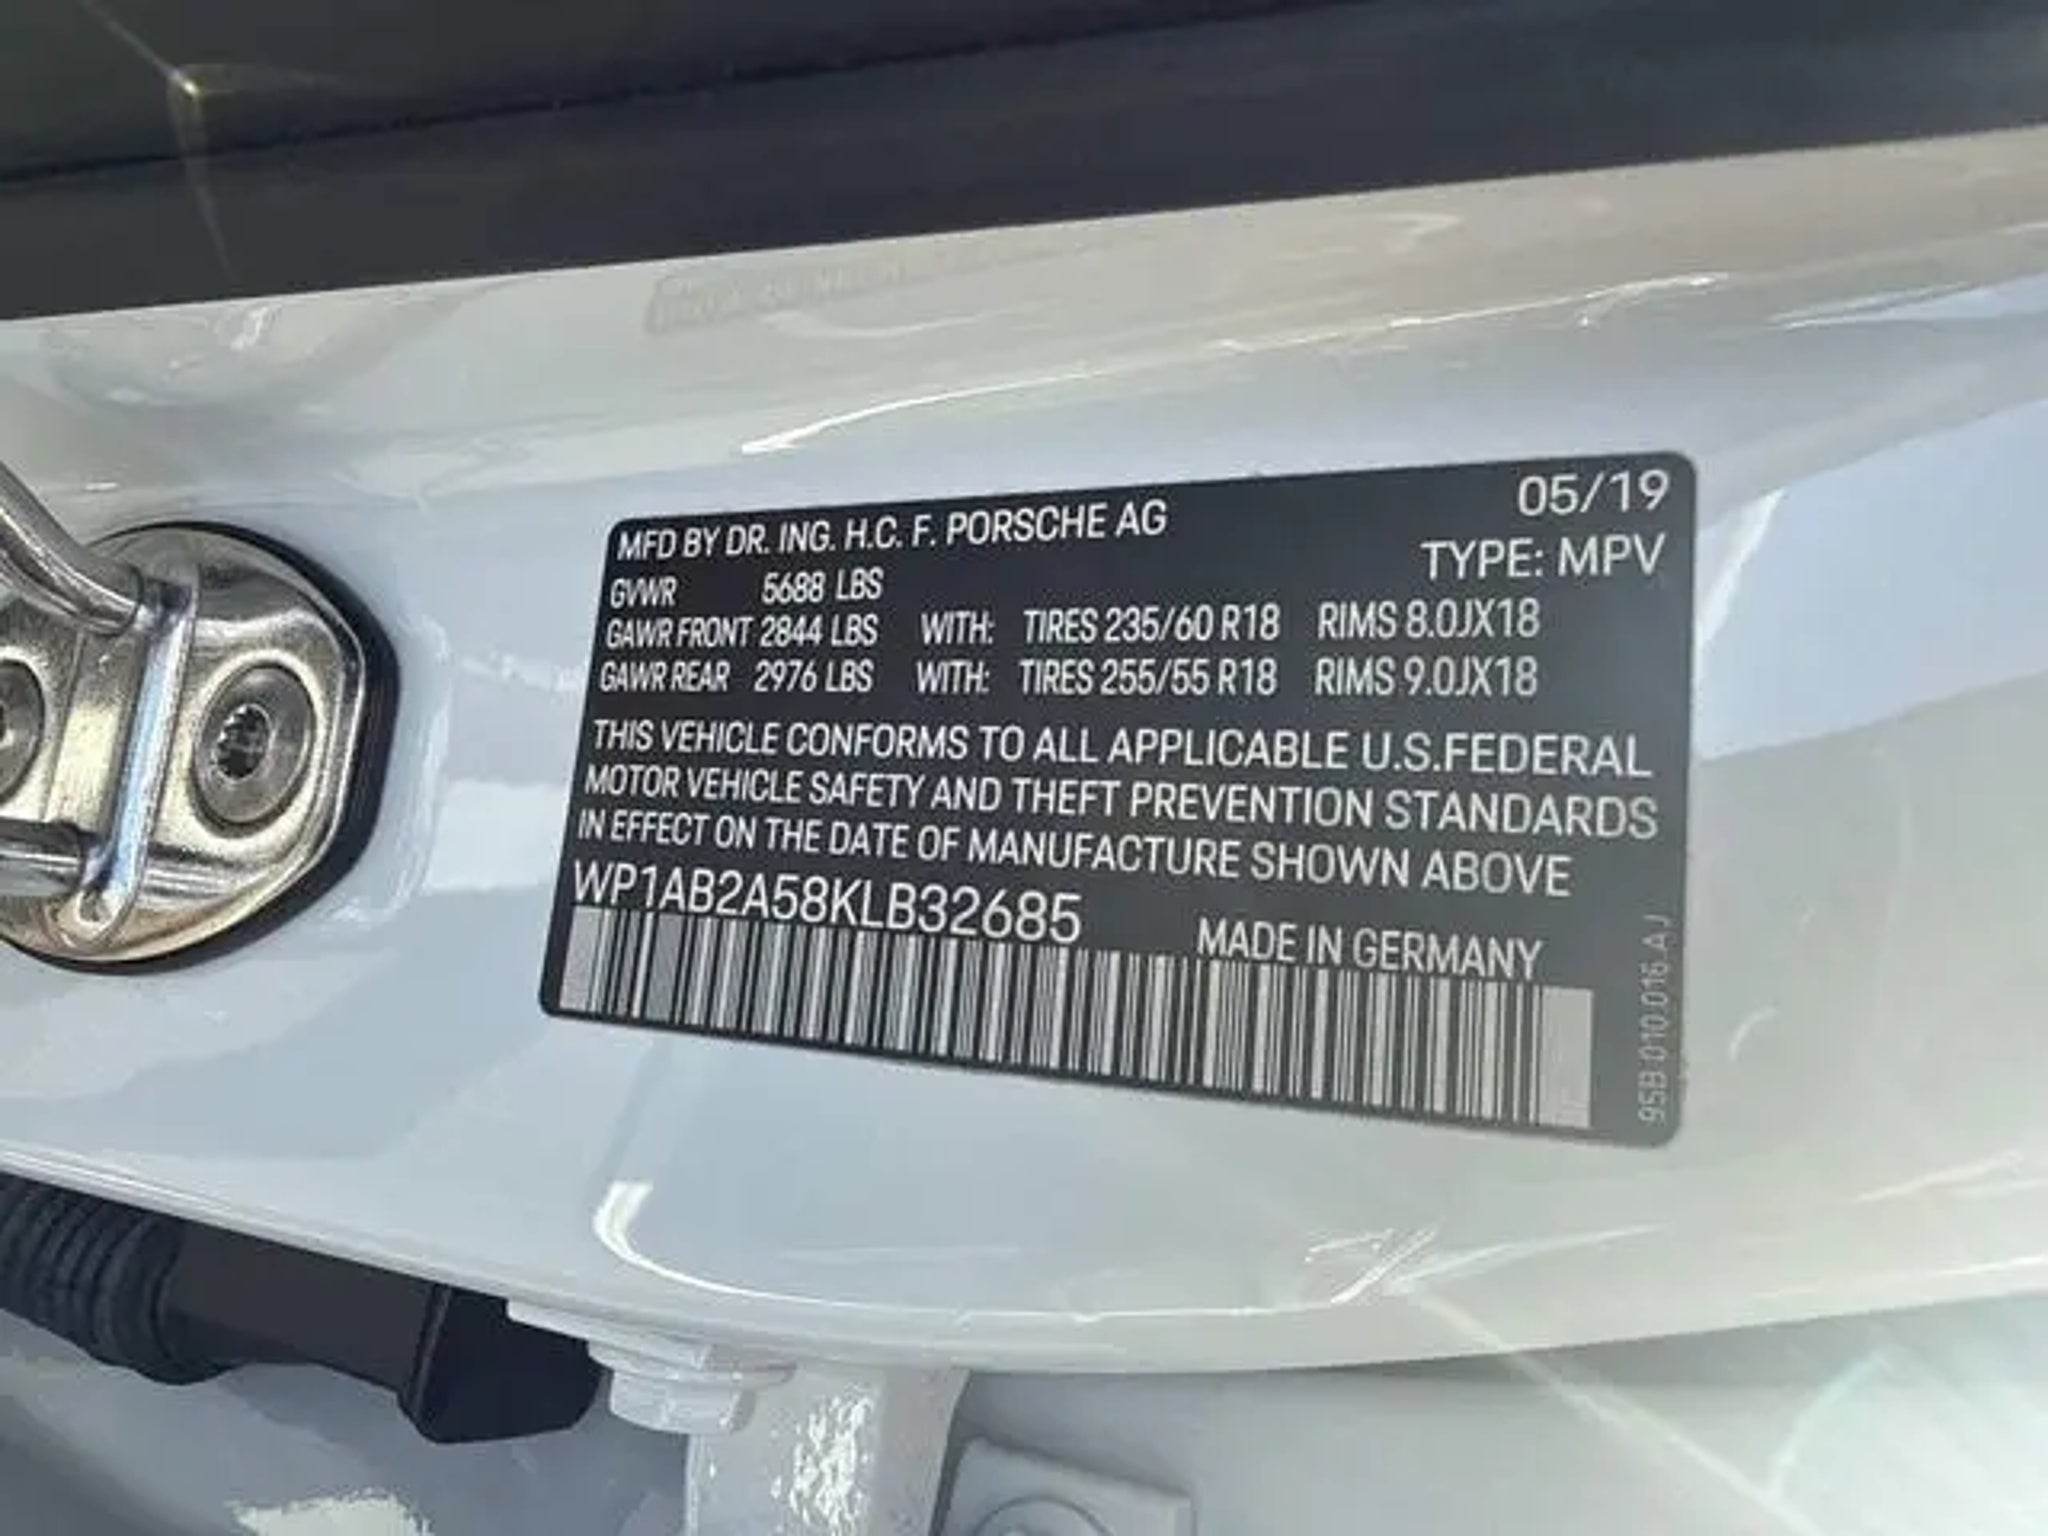 MFD BY DR. ING. H.C. F. PORSCHE AG 05/19
TYPE: MPV
GVWR 5688 LBS
GAWR FRONT 2844 LBS WITH: TIRES 235/60 R18 RIMS 8.0JX18
GAWR REAR 2976 LBS WITH: TIRES 255/55 R18 RIMS 9.0JX18
THIS VEHICLE CONFORMS TO ALL APPLICABLE U.S.FEDERAL
MOTOR VEHICLE SAFETY AND THEFT PREVENTION STANDARDS
IN EFFECT ON THE DATE OF MANUFACTURE SHOWN ABOVE
WP1AB2A58KLB32685
MADE IN GERMANY
95B.010.016.AJ